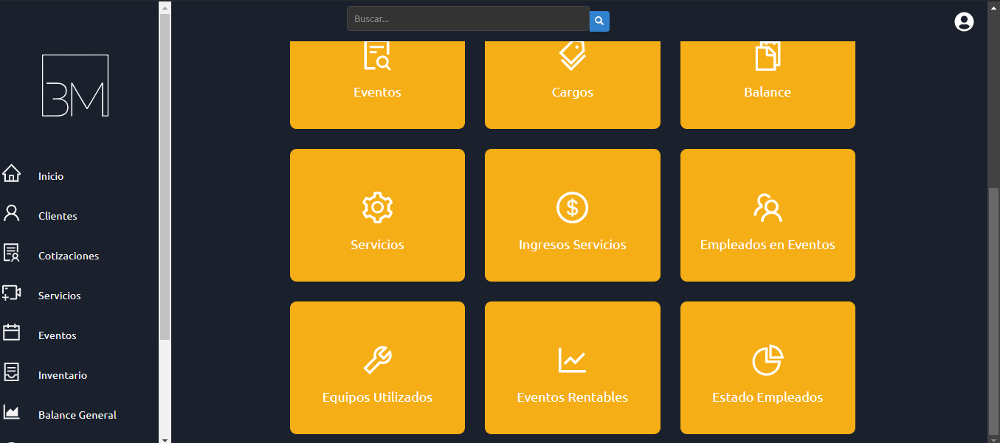 Buscar...
BM
Inicio
Clientes
Cotizaciones
Servicios
Eventos
Inventario
Balance General
Eventos
Cargos
Balance
Servicios
Ingresos Servicios
Empleados en Eventos
Equipos Utilizados
Eventos Rentables
Estado Empleados